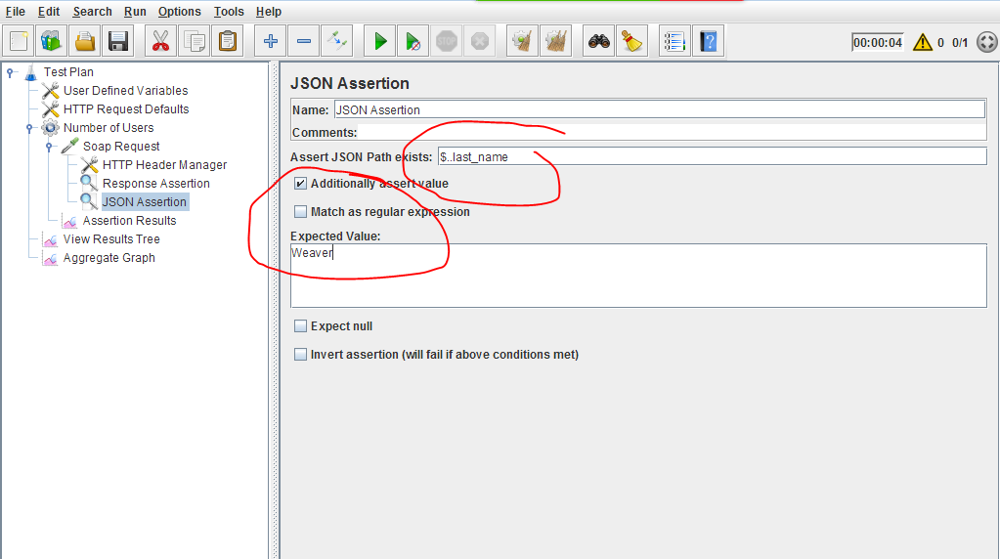 File Edit Search Run Options Tools Help
STOP
00:00:04 0 0/1
Test Plan
User Defined Variables
HTTP Request Defaults
Number of Users
Soap Request
HTTP Header Manager
Response Assertion
JSON Assertion
Assertion Results
View Results Tree
Aggregate Graph
JSON Assertion
Name: JSON Assertion
Comments:
Assert JSON Path exists: $..last_name
Additionally assert value
Match as regular expression
Expected Value:
Weaver
Expect null
Invert assertion (will fail if above conditions met)